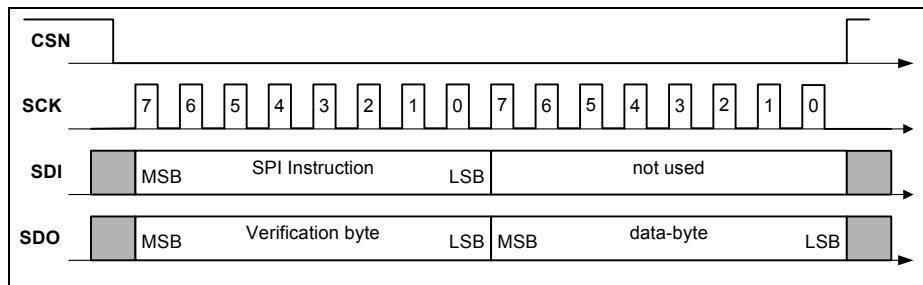 CSN
SCK 7 6 5 4 3 2 1 0 7 6 5 4 3 2 1 0
SDI MSB SPI Instruction LSB not used
SDO MSB Verification byte LSB MSB data-byte LSB